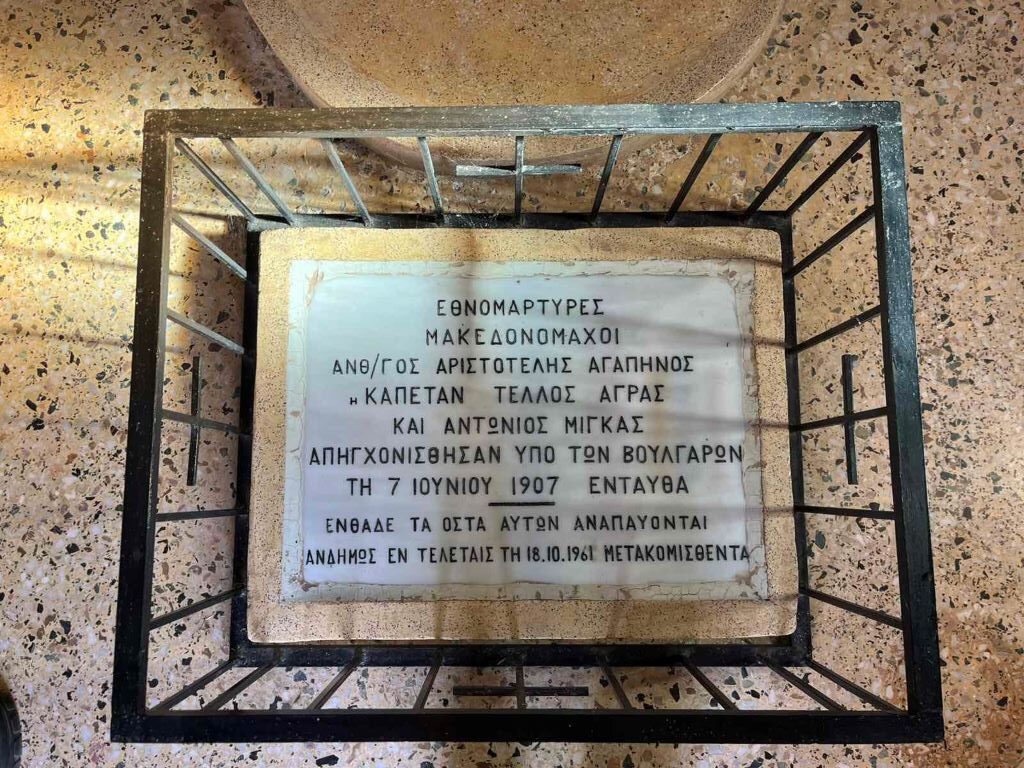 ΕΘΝΟΜΑΡΤΥΡΕΣ
ΜΑΚΕΔΟΝΟΜΑΧΟΙ
ΑΝΘ/ΓΟΣ ΑΡΙΣΤΟΤΕΛΗΣ ΑΓΑΠΗΝΟΣ
Η ΚΑΠΕΤΑΝ ΤΕΛΛΟΣ ΑΓΡΑΣ
ΚΑΙ ΑΝΤΩΝΙΟΣ ΜΙΓΚΑΣ
ΑΠΗΓΧΟΝΙΣΘΗΣΑΝ ΥΠΟ ΤΩΝ ΒΟΥΛΓΑΡΩΝ
ΤΗ 7 ΙΟΥΝΙΟΥ 1907 ΕΝΤΑΥΘΑ
ΕΝΘΑΔΕ ΤΑ ΟΣΤΑ ΑΥΤΩΝ ΑΝΑΠΑΥΟΝΤΑΙ
ΑΝΔΗΜΩΣ ΕΝ ΤΕΛΕΤΑΙΣ ΤΗ 18.10.1961 ΜΕΤΑΚΟΜΙΣΘΕΝΤΑ